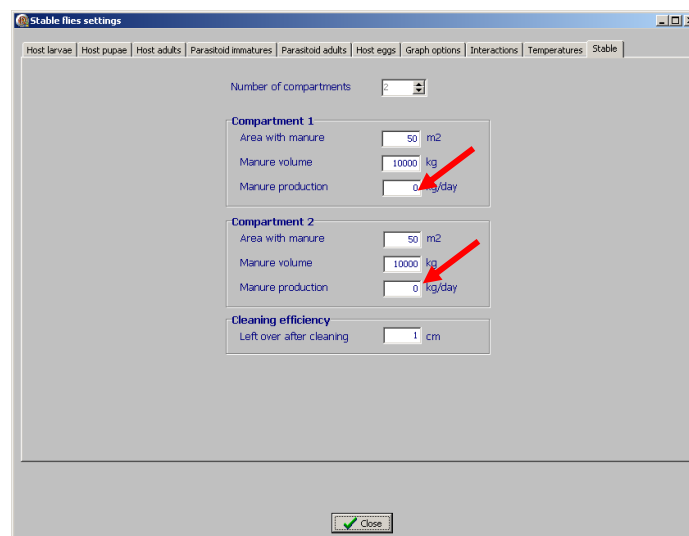 Stable flies settings
Host larvae Host pupae Host adults Parasitoid immatures Parasitoid adults Host eggs Graph options Interactions Temperatures Stable
Number of compartments 2
Compartment 1
Area with manure 50 m2
Manure volume 10000 kg
Manure production 0 kg/day
Compartment 2
Area with manure 50 m2
Manure volume 10000 kg
Manure production 0 kg/day
Cleaning efficiency
Left over after cleaning 1 cm
Close